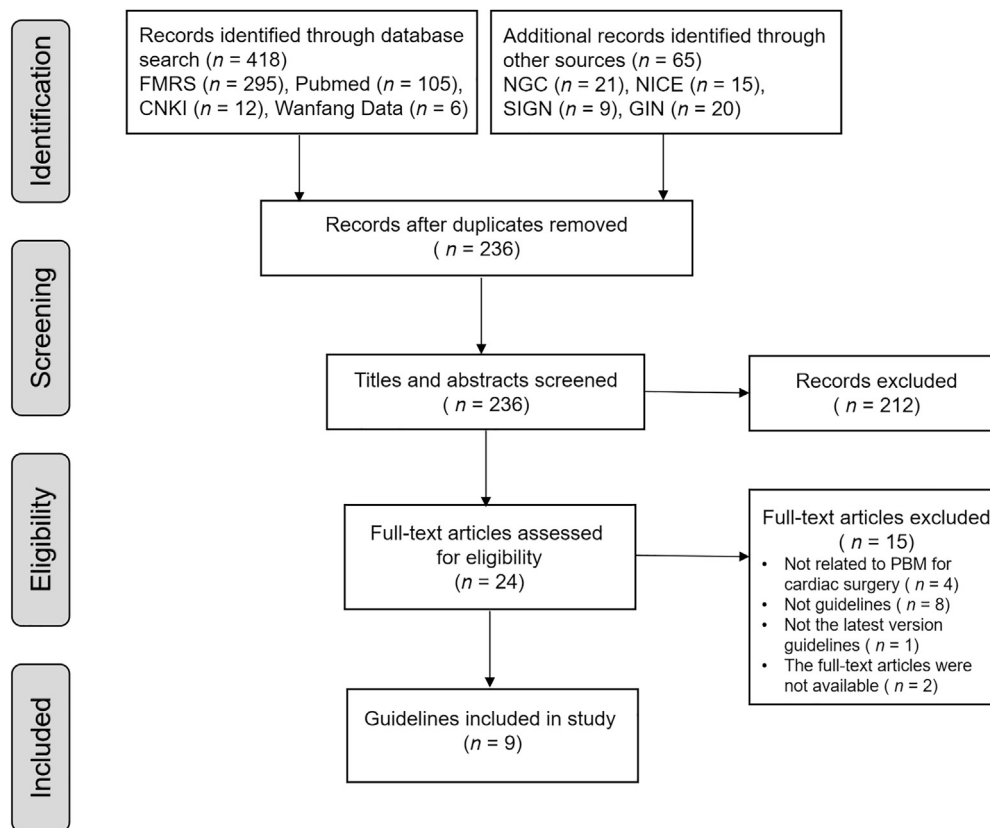 Identification
Records identified through database
search (n = 418)
FMRS (n = 295), Pubmed (n = 105),
CNKI (n = 12), Wanfang Data (n = 6)
Additional records identified through
other sources (n = 65)
NGC (n = 21), NICE (n = 15),
SIGN (n = 9), GIN (n = 20)
Records after duplicates removed
( n = 236)
Screening
Titles and abstracts screened
( n = 236)
Records excluded
( n = 212)
Eligibility
Full-text articles assessed
for eligibility
(n = 24)
Full-text articles excluded
( n = 15)
• Not related to PBM for
cardiac surgery ( n = 4)
• Not guidelines ( n = 8)
• Not the latest version
guidelines ( n = 1)
• The full-text articles were
not available ( n = 2)
Included
Guidelines included in study
(n = 9)